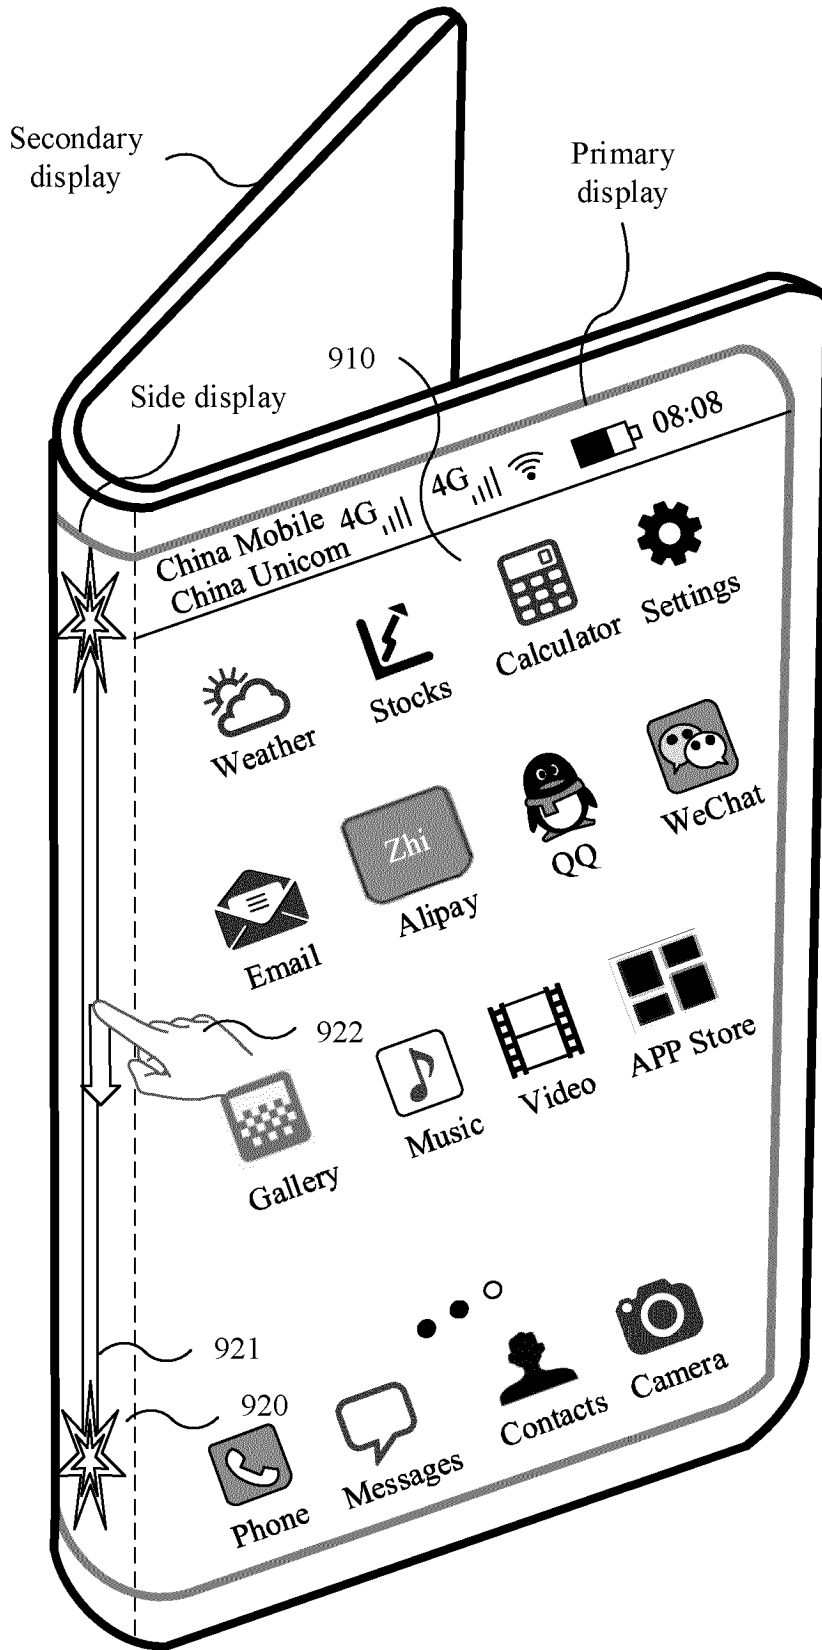 Secondary
display
Primary
display
910
Side display
China Mobile 4G 4G 08:08
China Unicom
Weather
Stocks
Calculator
Settings
Email
Zhi
Alipay
QQ
WeChat
922
Gallery
Music
Video
APP Store
921
920
Phone
Messages
Contacts
Camera